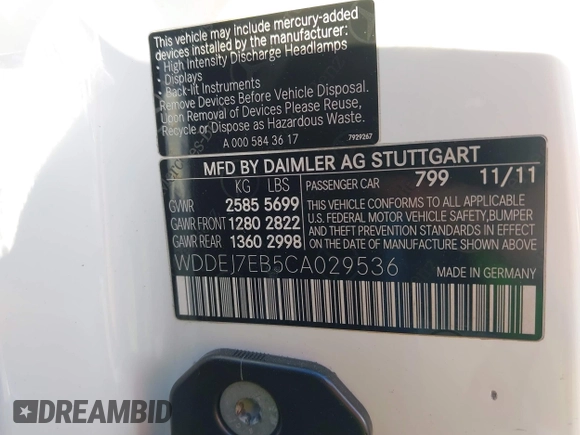 This vehicle may include mercury-added
devices installed by the manufacturer:
• High Intensity Discharge Headlamps
• Displays
• Back-lit Instruments
Remove Devices Before Vehicle Disposal.
Upon Removal of Devices Please Reuse,
Recycle or Dispose as Hazardous Waste.
A 000 584 36 17 7929267
MFD BY DAIMLER AG STUTTGART
KG LBS PASSENGER CAR 799 11/11
GVWR 2585 5699
GAWR FRONT 1280 2822
GAWR REAR 1360 2998
THIS VEHICLE CONFORMS TO ALL APPLICABLE
U.S. FEDERAL MOTOR VEHICLE SAFETY, BUMPER
AND THEFT PREVENTION STANDARDS IN EFFECT
ON THE DATE OF MANUFACTURE SHOWN ABOVE.
WDDEJ7EB5CA029536 MADE IN GERMANY
DREAMBID